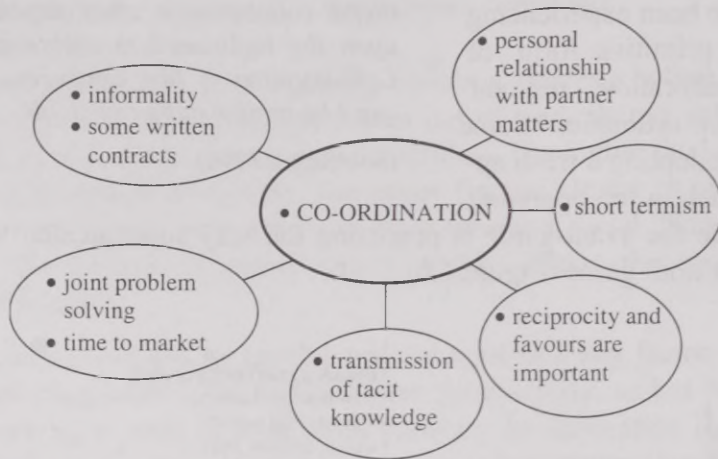 • informality
• some written
contracts
• personal
relationship
with partner
matters
• CO-ORDINATION
• short termism
• joint problem
solving
• time to market
• transmission
of tacit
knowledge
• reciprocity and
favours are
important